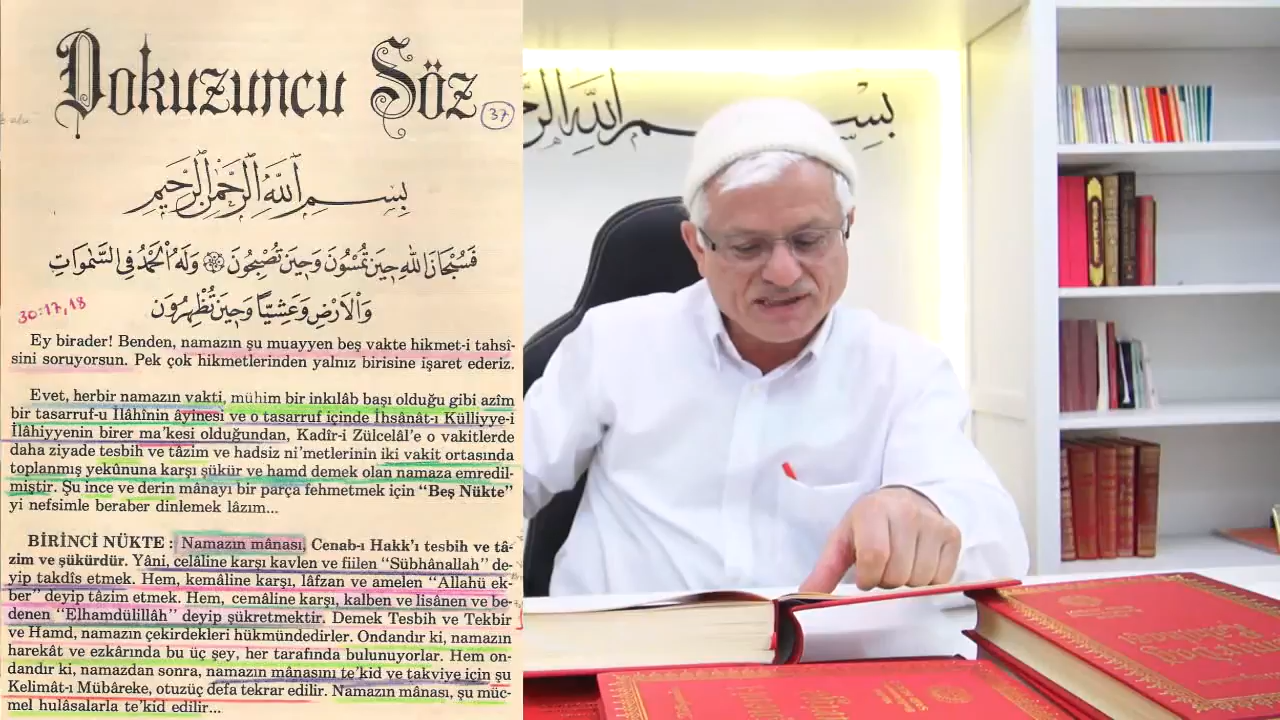 Dokuzuncu Söz
37
بِسْمِ اللّٰهِ الرَّحْمٰنِ الرَّحِيمِ
فَسُبْحَانَ اللّٰهِ حِينَ تُمْسُونَ وَحِينَ تُصْبِحُونَ ۞ وَلَهُ الْحَمْدُ فِى السَّمٰوَاتِ
وَالْاَرْضِ وَعَشِيًّا وَحِينَ تُظْهِرُونَ
30:17,18
Ey birader! Benden, namazın şu muayyen beş vakte hikmet-i tahsî-
sini soruyorsun. Pek çok hikmetlerinden yalnız birisine işaret ederiz.
Evet, herbir namazın vakti, mühim bir inkılâb başı olduğu gibi azîm
bir tasarruf-u İlâhînin âyinesi ve o tasarruf içinde İhsânât-ı Külliyye-i
İlâhiyyenin birer ma'kesi olduğundan, Kadîr-i Zülcelâl'e o vakitlerde
daha ziyade tesbih ve tâzim ve hadsiz ni'metlerinin iki vakit ortasında
toplanmış yekûnuna karşı şükür ve hamd demek olan namaza emredil-
miştir. Şu ince ve derin mânayı bir parça fehmetmek için "Beş Nükte"
yi nefsimle beraber dinlemek lâzım...
BİRİNCİ NÜKTE : Namazın mânası, Cenab-ı Hakk'ı tesbih ve tâ-
zim ve şükürdür. Yâni, celâline karşı kavlen ve fiilen "Sübhânallah" de-
yip takdîs etmek. Hem, kemâline karşı, lâfzan ve amelen "Allahü ek-
ber" deyip tâzim etmek. Hem, cemâline karşı, kalben ve lisânen ve be-
denen "Elhamdülillâh" deyip şükretmektir. Demek Tesbih ve Tekbir
ve Hamd, namazın çekirdekleri hükmündedirler. Ondandır ki, namazın
harekât ve ezkârında bu üç şey, her tarafında bulunuyorlar. Hem on-
dandır ki, namazdan sonra, namazın mânasını te'kid ve takviye için şu
Kelimât-ı Mübâreke, otuzüç defa tekrar edilir. Namazın mânası, şu müc-
mel hulâsalarla te'kid edilir...
بِسْمِ اللّٰهِ